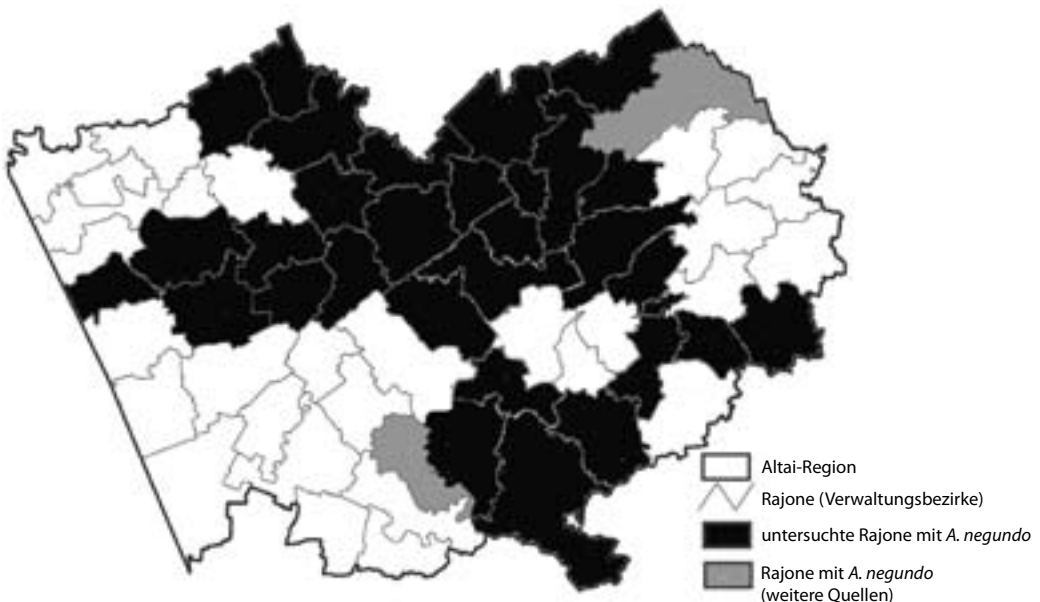 Altai-Region
Rajone (Verwaltungsbezirke)
untersuchte Rajone mit A. negundo
Rajone mit A. negundo
(weitere Quellen)